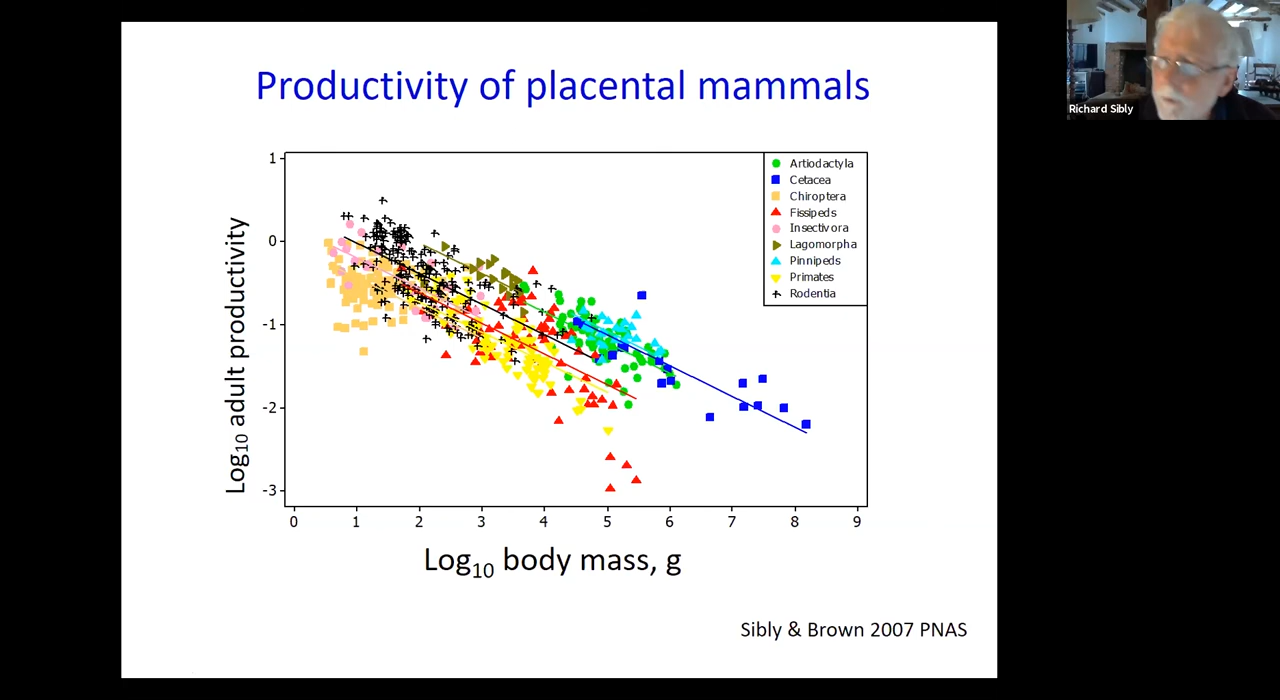 Productivity of placental mammals
Richard Sibly
Log10 adult productivity
1
0
-1
-2
-3
0 1 2 3 4 5 6 7 8 9
Log10 body mass, g
Artiodactyla
Cetacea
Chiroptera
Fissipeds
Insectivora
Lagomorpha
Pinnipeds
Primates
Rodentia
Sibly & Brown 2007 PNAS